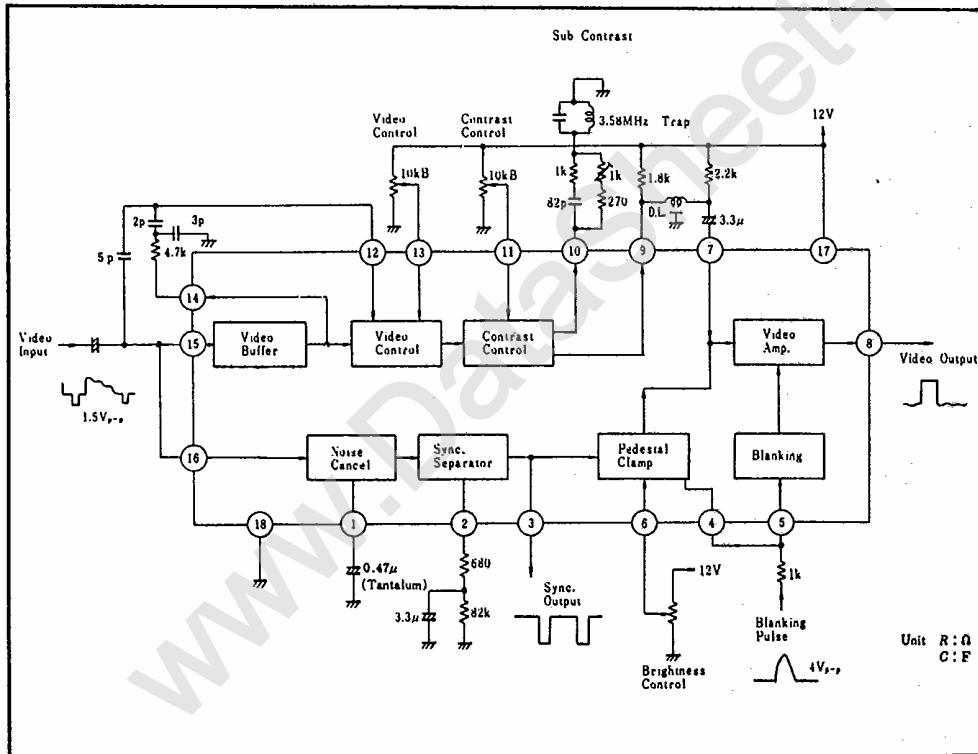 Sub Contrast
3.58MHz Trap
Video
Control
Contrast
Control
12V
10kB
10kB
1k
1k
82p
270
1.8k
2.2k
D.L.
3.3μ
2p
3p
4.7k
5p
12
13
11
10
9
7
17
14
15
16
8
Video
Input
1.5Vp-p
Video
Buffer
Video
Control
Contrast
Control
Video
Amp.
Video Output
Noise
Cancel
Sync.
Separator
Pedestal
Clamp
Blanking
18
1
2
3
6
4
5
0.47μ
(Tantalum)
680
3.3μ
82k
Sync.
Output
12V
Brightness
Control
1k
Blanking
Pulse
4Vp-p
Unit R:Ω
C:F
www.DataSheet4